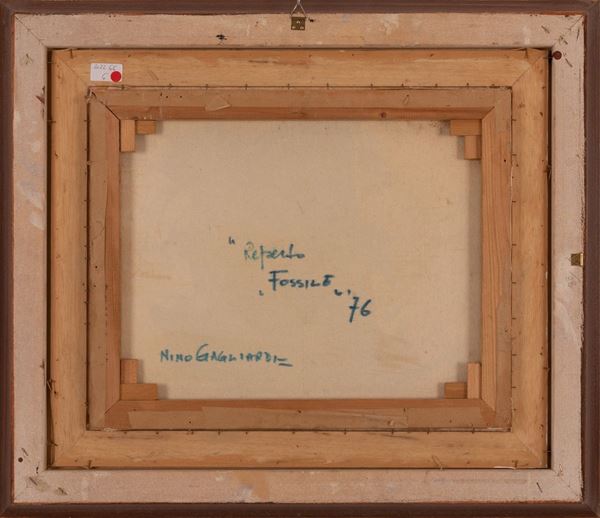 "Reperto
"Fossile"
76
NINO GAGLIARDI